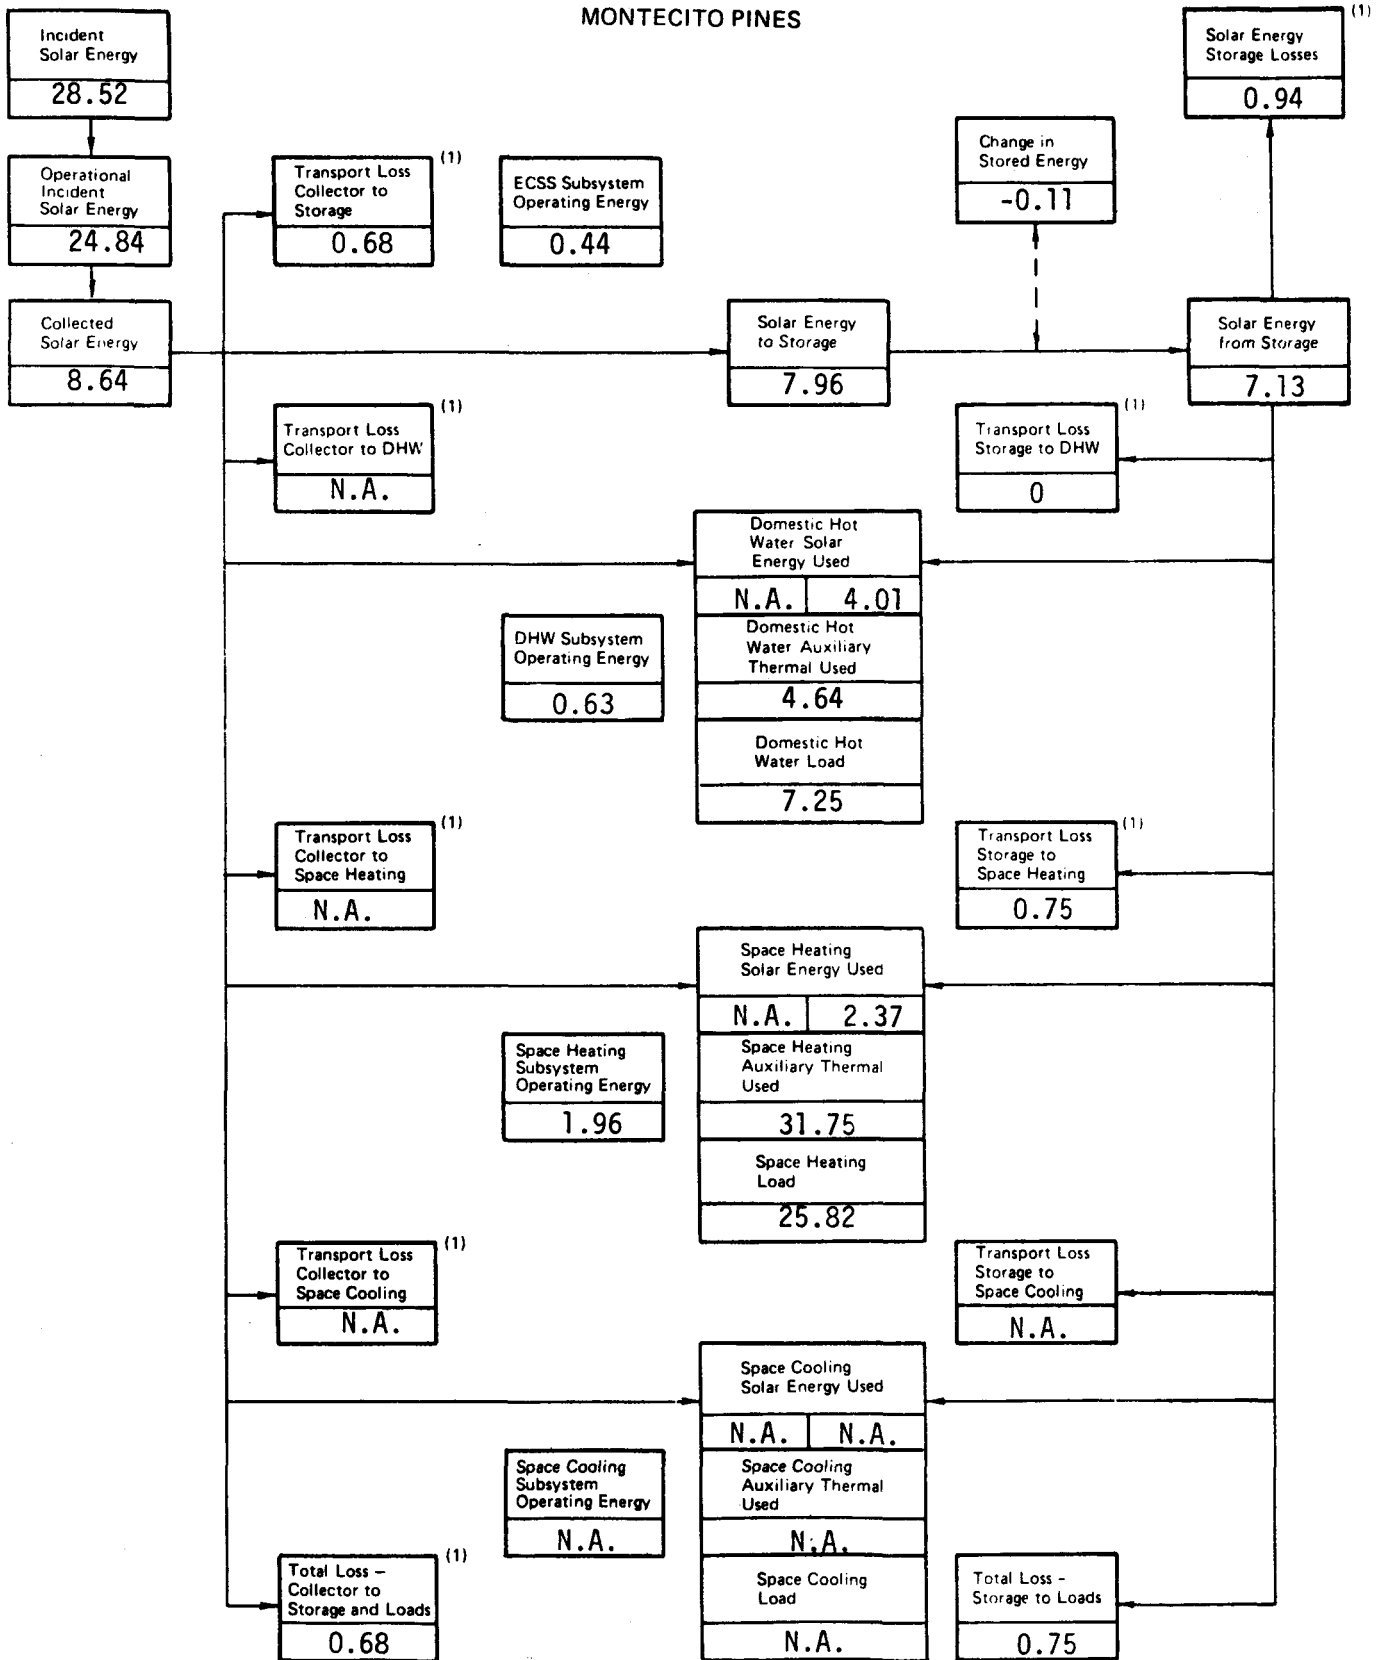 MONTECITO PINES
Incident
Solar Energy
28.52
(1)
Solar Energy
Storage Losses
0.94
Operational
Incident
Solar Energy
24.84
(1)
Transport Loss
Collector to
Storage
0.68
ECSS Subsystem
Operating Energy
0.44
Change in
Stored Energy
-0.11
Collected
Solar Energy
8.64
Solar Energy
to Storage
7.96
Solar Energy
from Storage
7.13
(1)
Transport Loss
Collector to DHW
N.A.
(1)
Transport Loss
Storage to DHW
0
Domestic Hot
Water Solar
Energy Used
N.A. 4.01
DHW Subsystem
Operating Energy
0.63
Domestic Hot
Water Auxiliary
Thermal Used
4.64
Domestic Hot
Water Load
7.25
(1)
Transport Loss
Collector to
Space Heating
N.A.
(1)
Transport Loss
Storage to
Space Heating
0.75
Space Heating
Solar Energy Used
N.A. 2.37
Space Heating
Subsystem
Operating Energy
1.96
Space Heating
Auxiliary Thermal
Used
31.75
Space Heating
Load
25.82
(1)
Transport Loss
Collector to
Space Cooling
N.A.
Transport Loss
Storage to
Space Cooling
N.A.
Space Cooling
Solar Energy Used
N.A. N.A.
Space Cooling
Subsystem
Operating Energy
N.A.
Space Cooling
Auxiliary Thermal
Used
N.A.
Space Cooling
Load
N.A.
(1)
Total Loss –
Collector to
Storage and Loads
0.68
Total Loss -
Storage to Loads
0.75